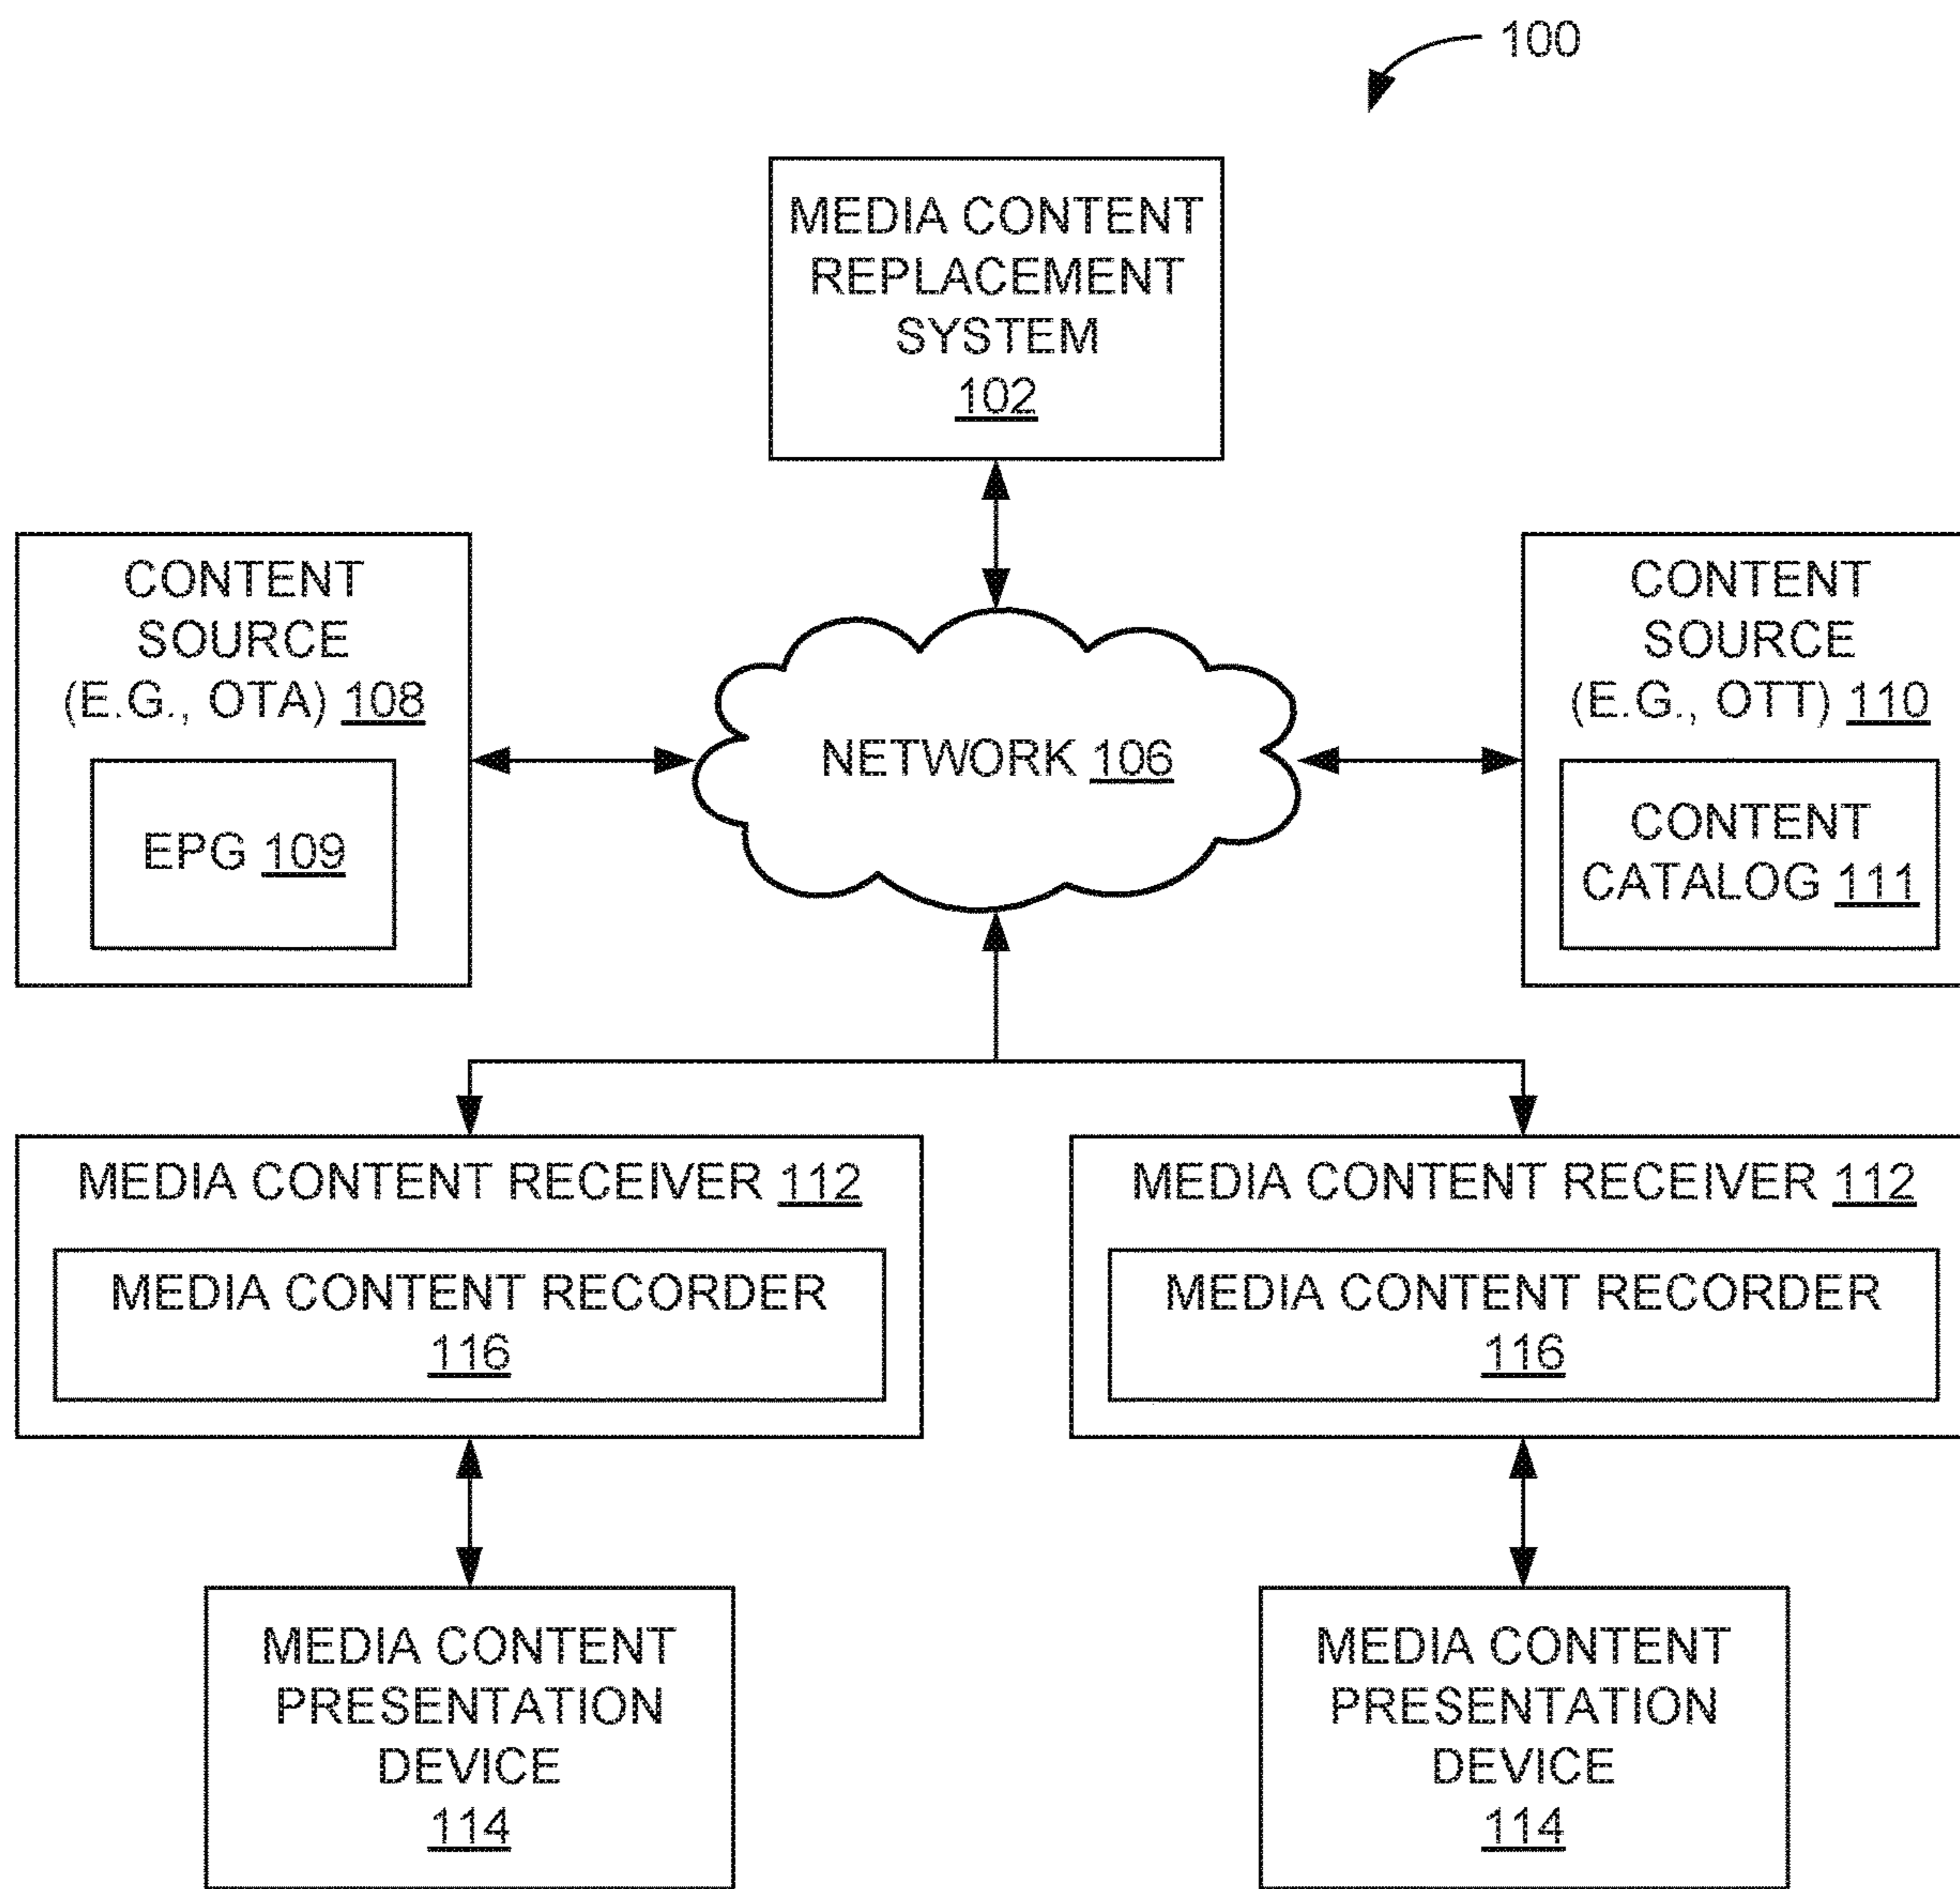 100
MEDIA CONTENT
REPLACEMENT
SYSTEM
102
CONTENT
SOURCE
(E.G., OTA) 108
EPG 109
NETWORK 106
CONTENT
SOURCE
(E.G., OTT) 110
CONTENT
CATALOG 111
MEDIA CONTENT RECEIVER 112
MEDIA CONTENT RECORDER
116
MEDIA CONTENT RECEIVER 112
MEDIA CONTENT RECORDER
116
MEDIA CONTENT
PRESENTATION
DEVICE
114
MEDIA CONTENT
PRESENTATION
DEVICE
114